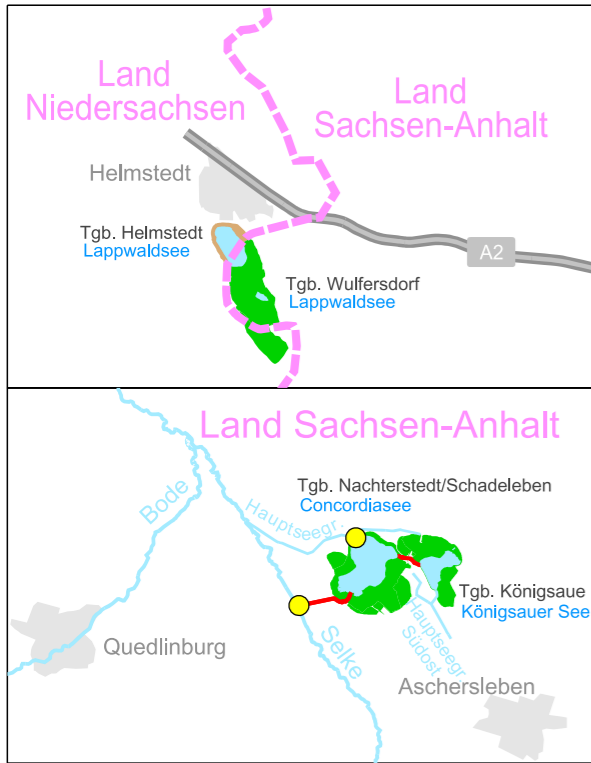 Land
Niedersachsen
Land
Sachsen-Anhalt
Helmstedt
Tgb. Helmstedt
Lappwaldsee
A2
Tgb. Wulfersdorf
Lappwaldsee
Land Sachsen-Anhalt
Bode
Tgb. Nachterstedt/Schadeleben
Concordiasee
Hauptseegr.
Tgb. Königsaue
Königsauer See
Hauptseegr.
Südost
Quedlinburg
Selke
Aschersleben